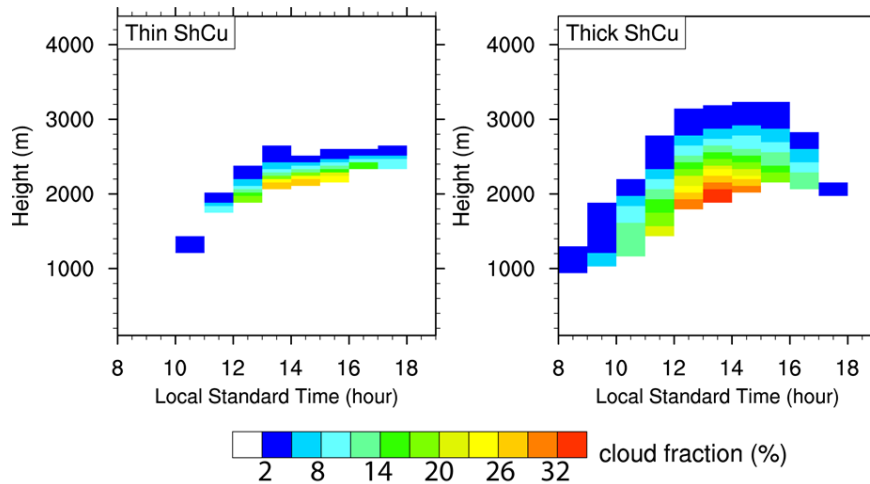 Thin ShCu
Thick ShCu
Height (m)
4000
3000
2000
1000
8 10 12 14 16 18
Local Standard Time (hour)
Height (m)
4000
3000
2000
1000
8 10 12 14 16 18
Local Standard Time (hour)
2 8 14 20 26 32
cloud fraction (%)